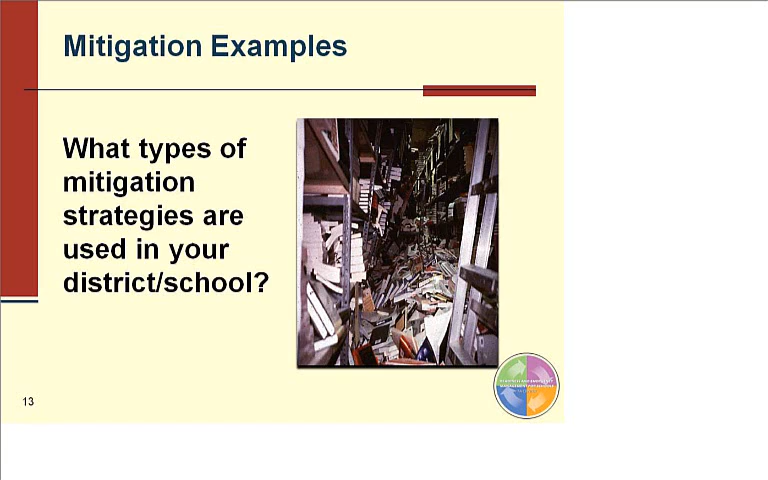 Mitigation Examples
What types of
mitigation
strategies are
used in your
district/school?
13